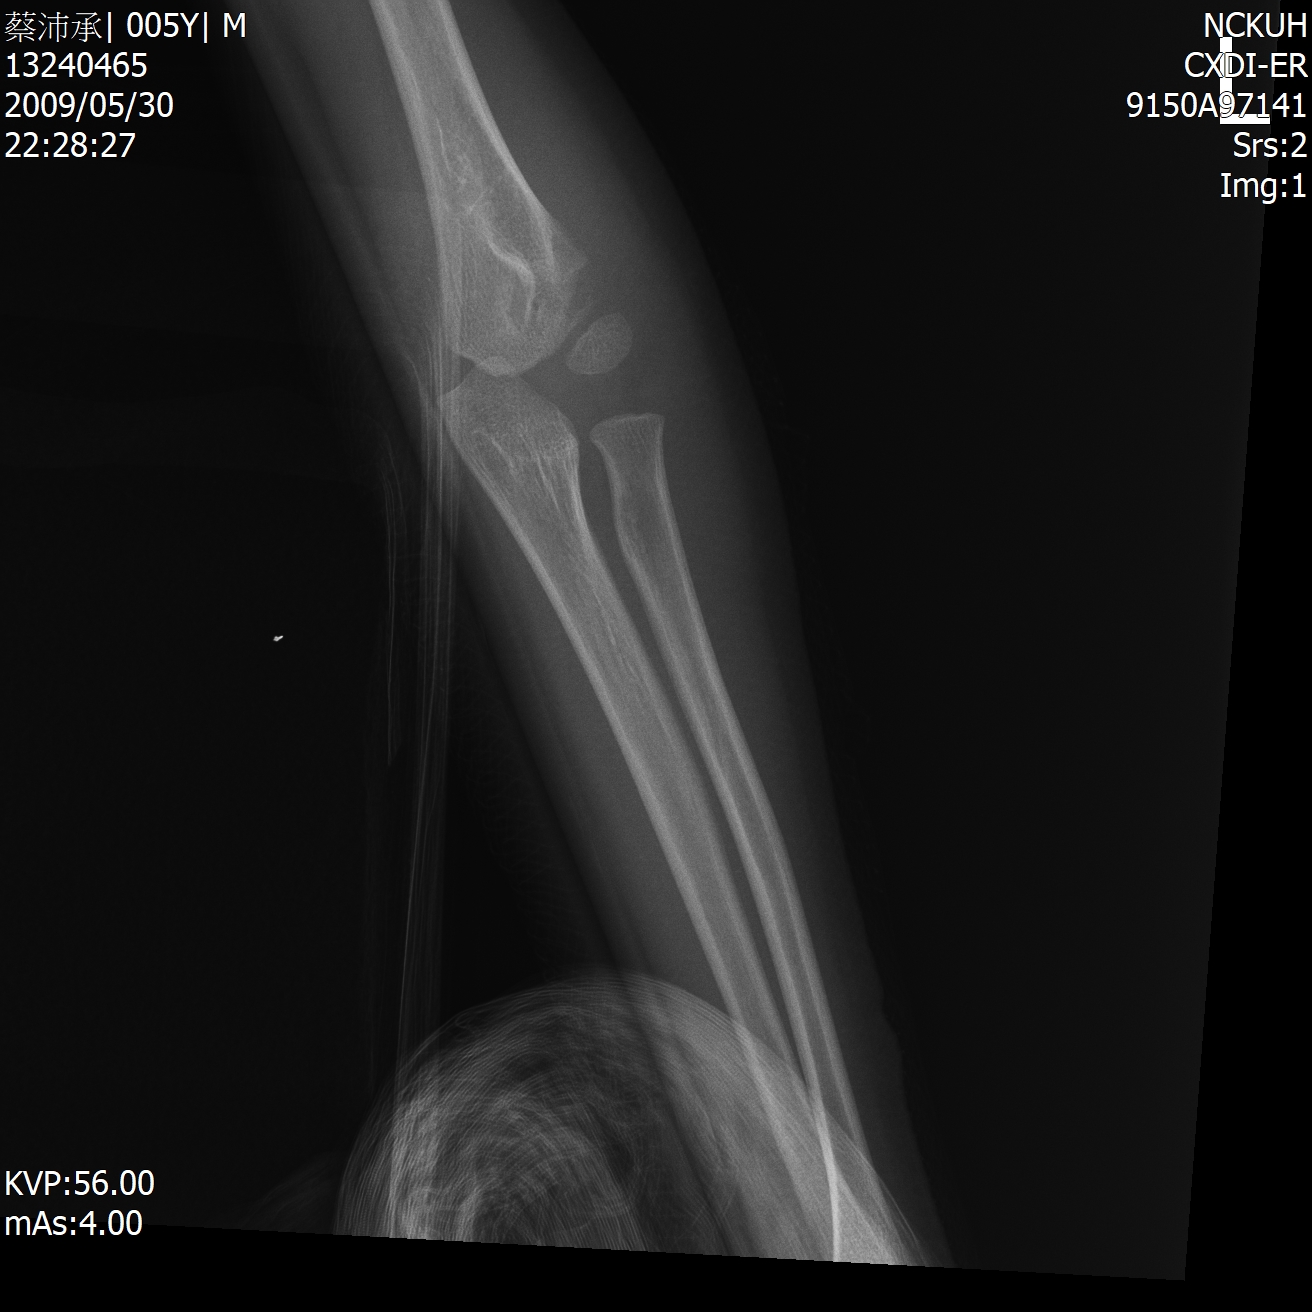 蔡沛承| 005Y| M
13240465
2009/05/30
22:28:27
NCKUH
CXDI-ER
9150A97141
L
Srs:2
Img:1
KVP:56.00
mAs:4.00